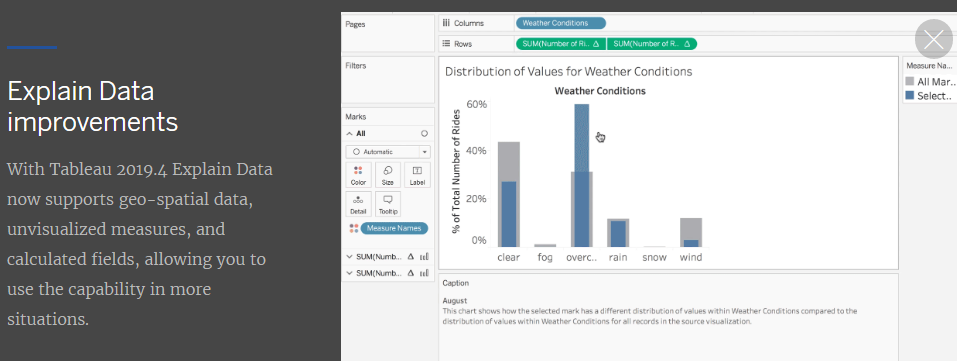 Explain Data
improvements
With Tableau 2019.4 Explain Data
now supports geo-spatial data,
unvisualized measures, and
calculated fields, allowing you to
use the capability in more
situations.
Pages
Filters
Marks
All
Automatic
Color Size Label
Detail Tooltip
Measure Names
SUM(Numb..
SUM(Numb..
Columns Weather Conditions
Rows SUM(Number of Ri.. SUM(Number of R..
Distribution of Values for Weather Conditions
Weather Conditions
% of Total Number of Rides
60%
40%
20%
0%
clear fog overc.. rain snow wind
Caption
August
This chart shows how the selected mark has a different distribution of values within Weather Conditions compared to the
distribution of values within Weather Conditions for all records in the source visualization.
Measure Na...
All Mar..
Select..